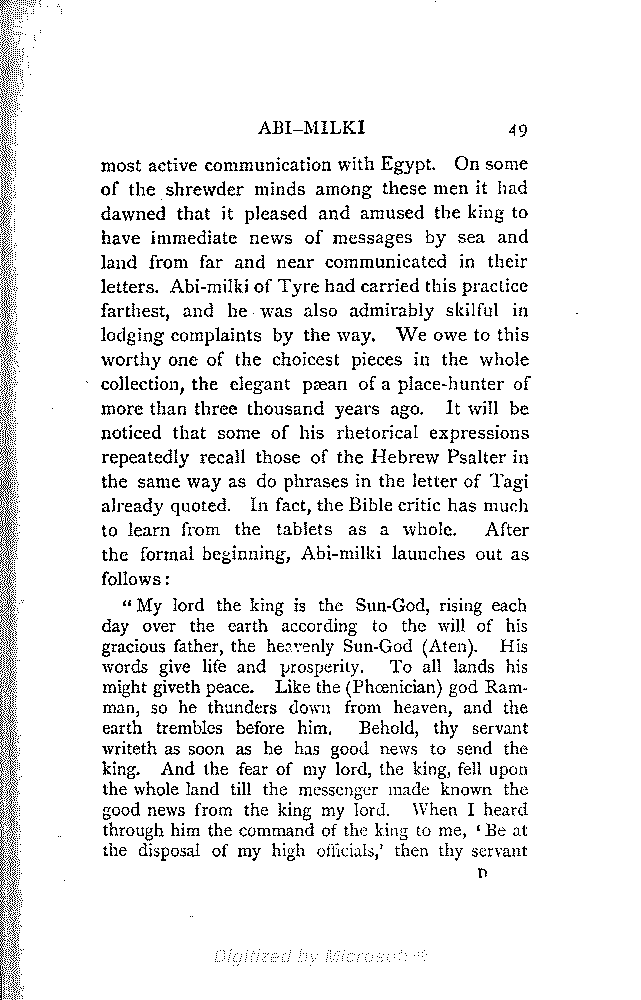 ABI–MILKI 49
most active communication with Egypt. On some
of the shrewder minds among these men it had
dawned that it pleased and amused the king to
have immediate news of messages by sea and
land from far and near communicated in their
letters. Abi-milki of Tyre had carried this practice
farthest, and he was also admirably skilful in
lodging complaints by the way. We owe to this
worthy one of the choicest pieces in the whole
collection, the elegant pæan of a place-hunter of
more than three thousand years ago. It will be
noticed that some of his rhetorical expressions
repeatedly recall those of the Hebrew Psalter in
the same way as do phrases in the letter of Tagi
already quoted. In fact, the Bible critic has much
to learn from the tablets as a whole. After
the formal beginning, Abi-milki launches out as
follows:
"My lord the king is the Sun-God, rising each
day over the earth according to the will of his
gracious father, the heavenly Sun-God (Aten). His
words give life and prosperity. To all lands his
might giveth peace. Like the (Phœnician) god Ram-
man, so he thunders down from heaven, and the
earth trembles before him. Behold, thy servant
writeth as soon as he has good news to send the
king. And the fear of my lord, the king, fell upon
the whole land till the messenger made known the
good news from the king my lord. When I heard
through him the command of the king to me, 'Be at
the disposal of my high officials,' then thy servant
D
Digitized by Microsoft ®